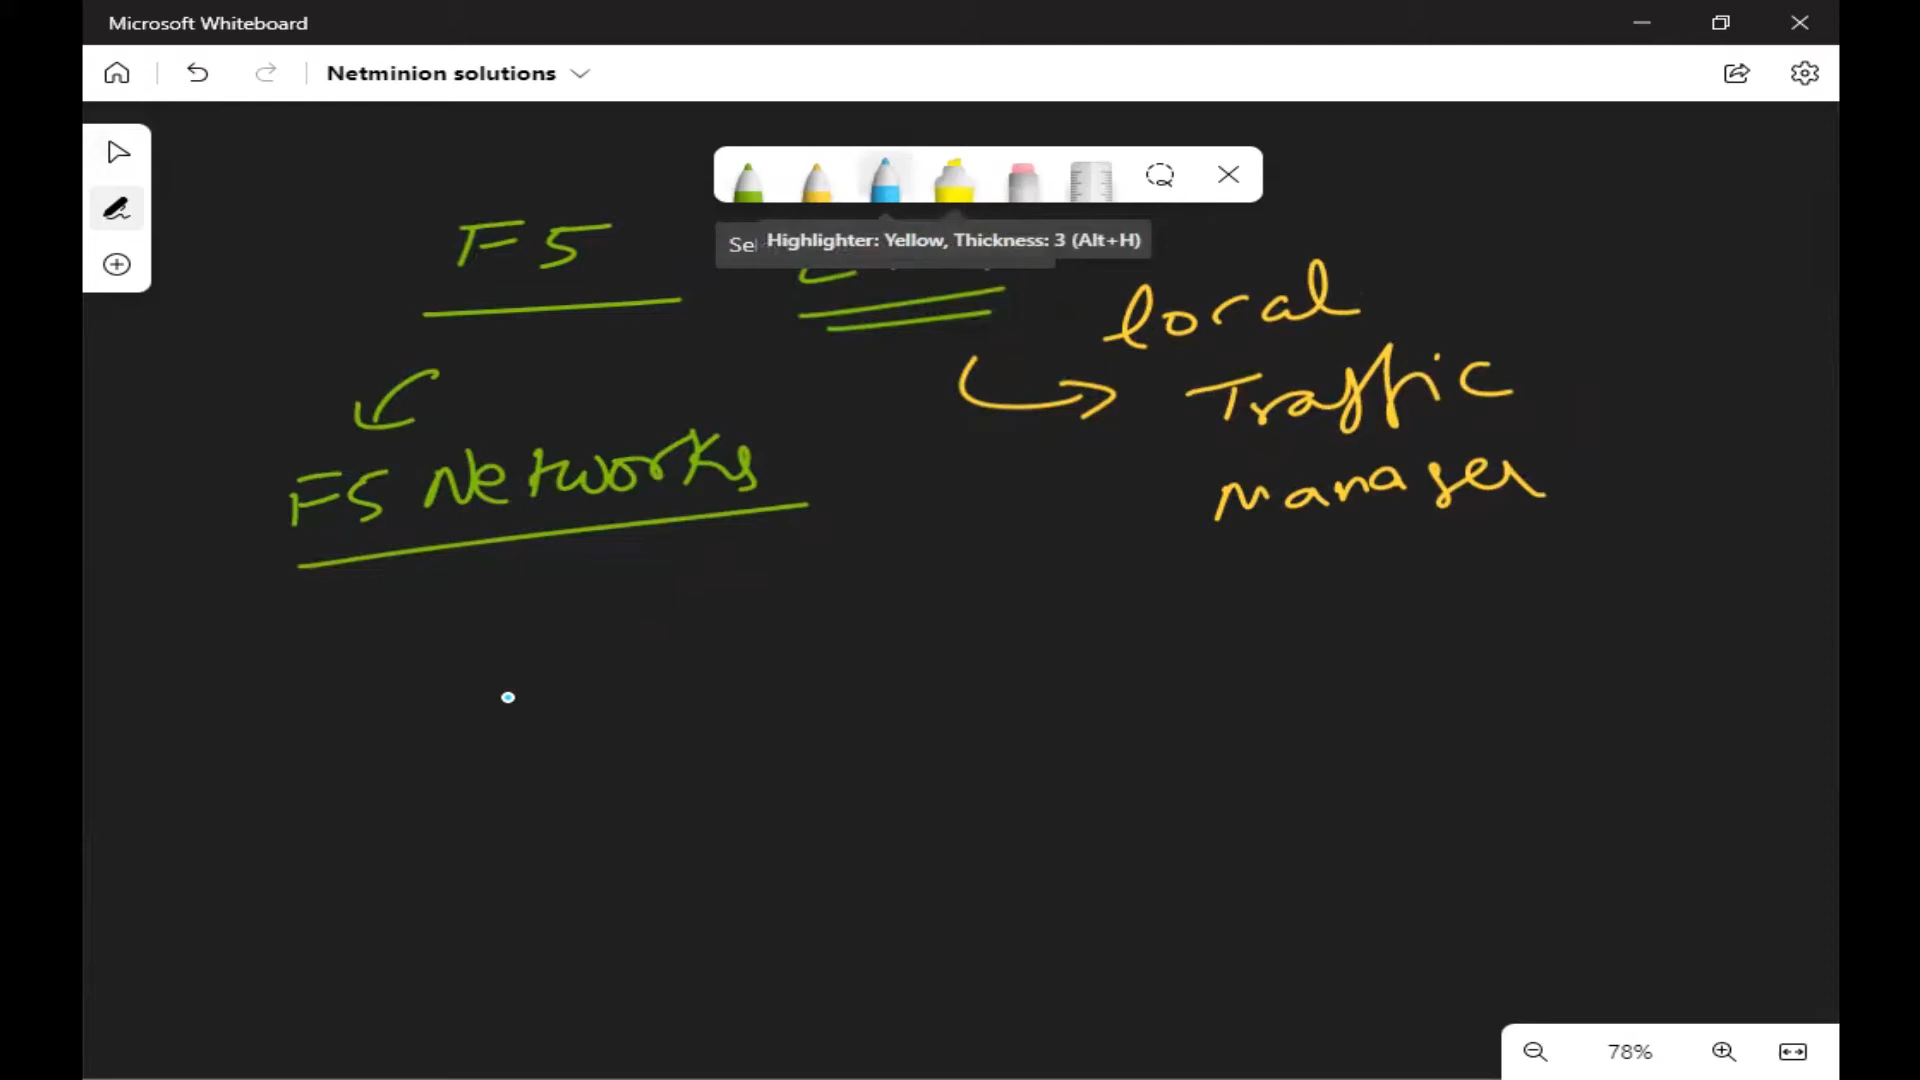 Microsoft Whiteboard
Netminion solutions
Highlighter: Yellow, Thickness: 3 (Alt+H)
F5
local
Traffic
manager
F5 Networks
78%